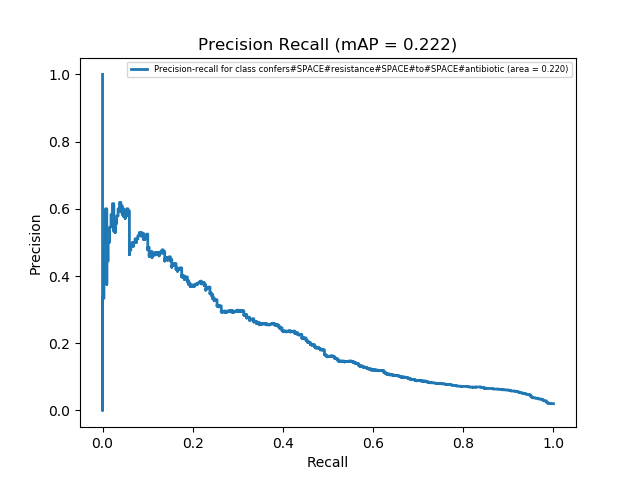 Precision Recall (mAP = 0.222)
Precision-recall for class confers#SPACE#resistance#SPACE#to#SPACE#antibiotic (area = 0.220)
1.0
0.8
0.6
0.4
0.2
0.0
Precision
0.0 0.2 0.4 0.6 0.8 1.0
Recall